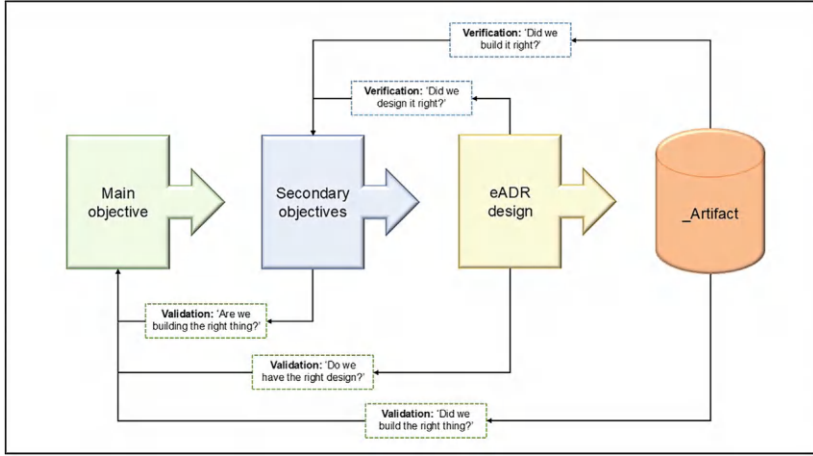 Verification: 'Did we
build it right?'
Verification: 'Did we
design it right?'
Main
objective
Secondary
objectives
eADR
design
_Artifact
Validation: 'Are we
building the right thing?'
Validation: 'Do we
have the right design?'
Validation: 'Did we
build the right thing?'